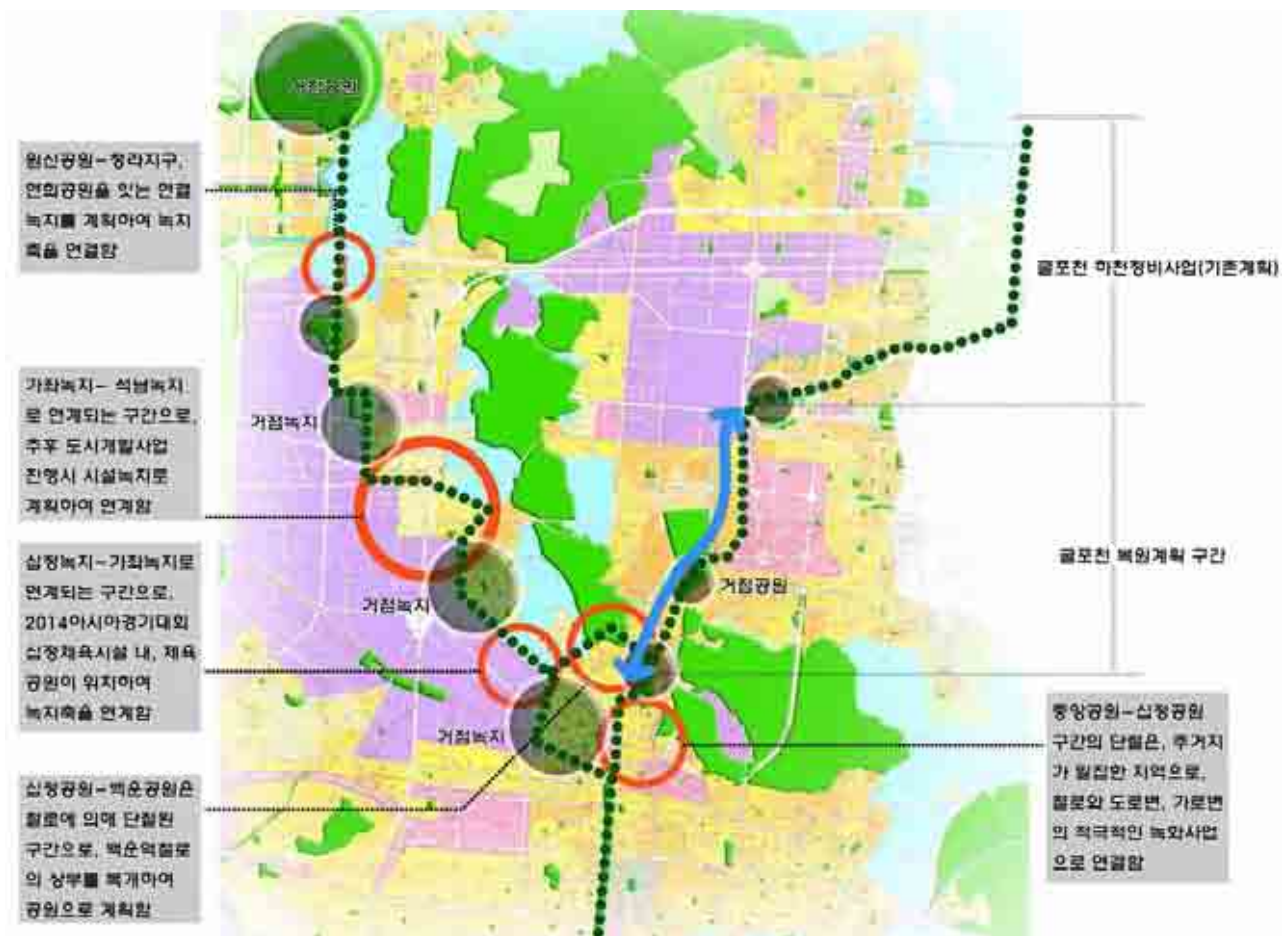 거점공원
원신공원-청라지구,
연희공원을 잇는 연결
녹지를 계획하여 녹지
축을 연결함
가좌녹지- 석남녹지
로 연계되는 구간으로,
추후 도시개발사업
진행시 시설녹지로
계획하여 연계함
십정녹지-가좌녹지로
연계되는 구간으로,
2014아시아경기대회
십정체육시설 내, 체육
공원이 위치하여
녹지축을 연계함
십정공원-백운공원은
철로에 의해 단절된
구간으로, 백운역철로
의 상부를 복개하여
공원으로 계획함
거점녹지
거점녹지
거점녹지
거점공원
굴포천 하천정비사업(기존계획)
굴포천 복원계획 구간
중앙공원-십정공원
구간의 단절은, 주거지
가 밀집한 지역으로,
철로와 도로변, 가로변
의 적극적인 녹화사업
으로 연결함